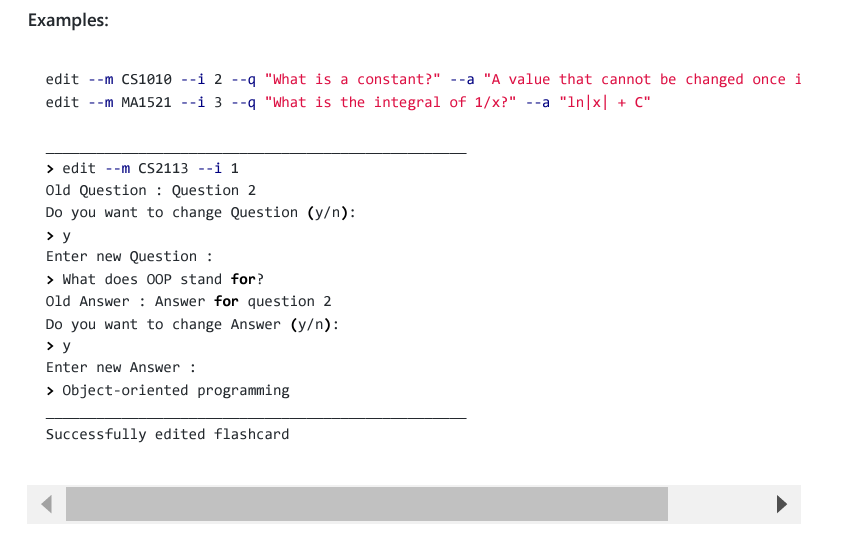 Examples:
edit --m CS1010 --i 2 --q "What is a constant?" --a "A value that cannot be changed once i
edit --m MA1521 --i 3 --q "What is the integral of 1/x?" --a "ln|x| + C"
__________________________________________________
> edit --m CS2113 --i 1
Old Question : Question 2
Do you want to change Question (y/n):
> y
Enter new Question :
> What does OOP stand for?
Old Answer : Answer for question 2
Do you want to change Answer (y/n):
> y
Enter new Answer :
> Object-oriented programming
__________________________________________________
Successfully edited flashcard